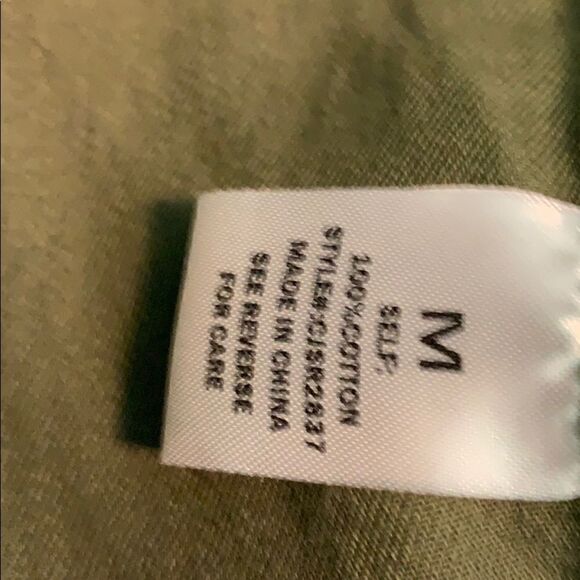 M
SELF:
100%COTTON
STYLE#:CJSR2637
MADE IN CHINA
SEE REVERSE
FOR CARE